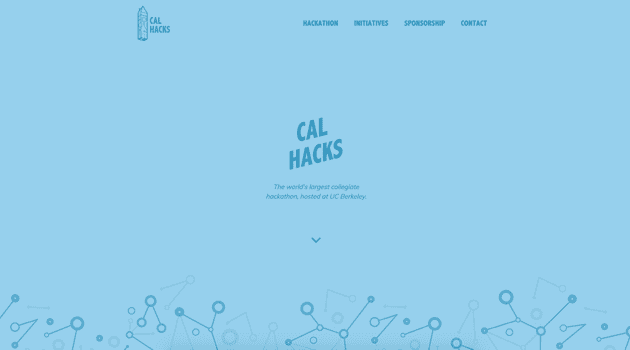 CAL
HACKS
HACKATHON INITIATIVES SPONSORSHIP CONTACT
CAL
HACKS
The world's largest collegiate
hackathon, hosted at UC Berkeley.